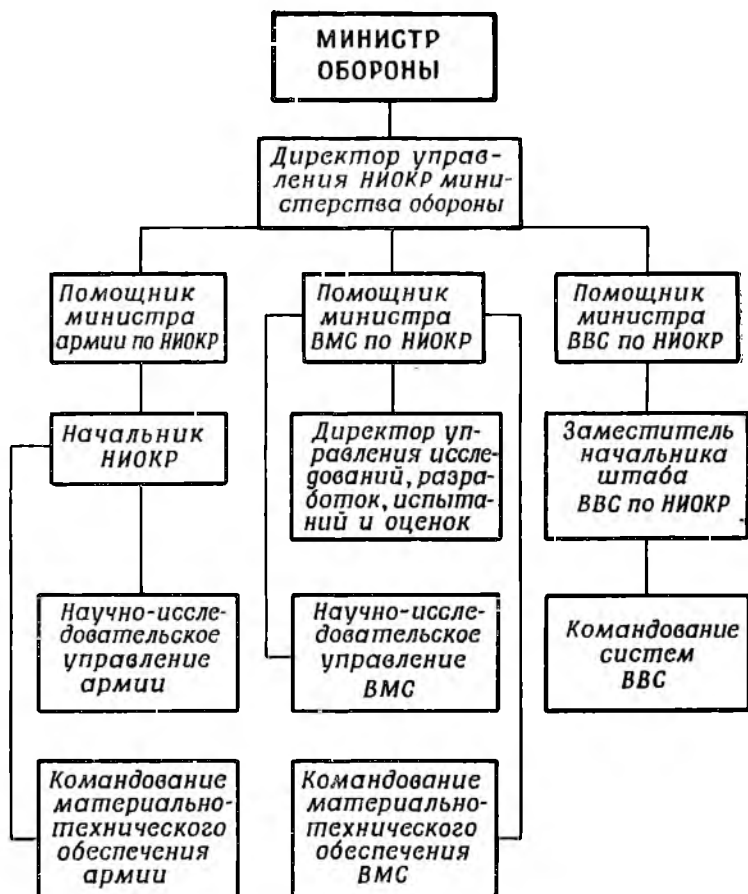 МИНИСТР
ОБОРОНЫ
Директор управ-
ления НИОКР мини-
стерства обороны
Помощник
министра
армии по НИОКР
Помощник
министра
ВМС по НИОКР
Помощник
министра
ВВС по НИОКР
Начальник
НИОКР
Директор уп-
равления иссле-
дований, разра-
боток, испыта-
ний и оценок
Заместитель
начальника
штаба
ВВС по НИОКР
Научно-иссле-
довательское
управление
армии
Научно-иссле-
довательское
управление
ВМС
Командование
систем
ВВС
Командование
материально-
технического
обеспечения
армии
Командование
материально-
технического
обеспечения
ВМС